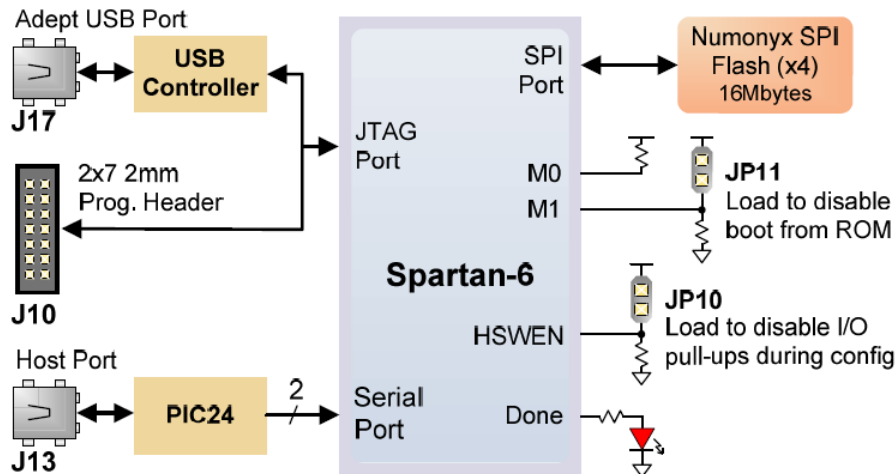 Adept USB Port
USB
Controller
J17
2x7 2mm
Prog. Header
J10
Host Port
J13
PIC24
2
JTAG
Port
Serial
Port
Spartan-6
SPI
Port
M0
M1
HSWEN
Done
Numonyx SPI
Flash (x4)
16Mbytes
JP11
Load to disable
boot from ROM
JP10
Load to disable I/O
pull-ups during config